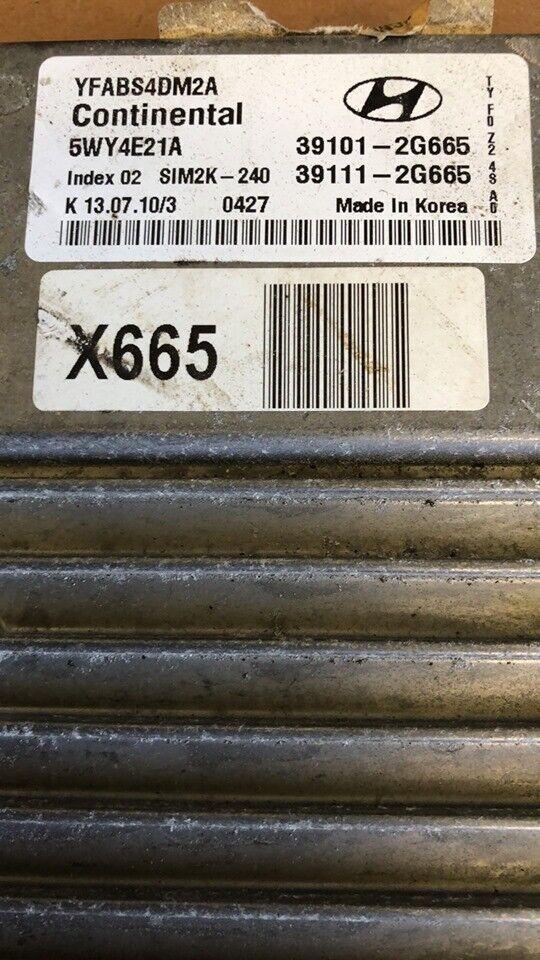 YFABS4DM2A
Continental
5WY4E21A 39101-2G665
Index 02 SIM2K-240 39111-2G665
K 13.07.10/3 0427 Made In Korea
TYF0Z24SA0
X665